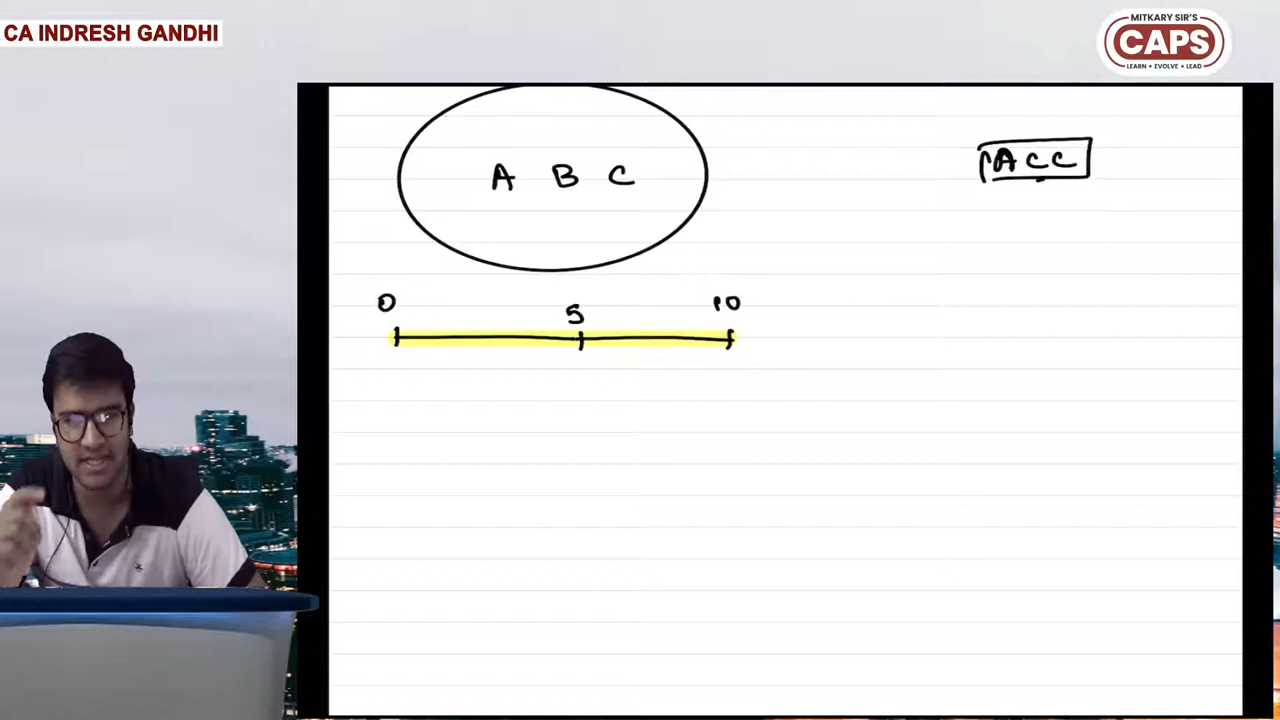 CA INDRESH GANDHI
MITKARY SIR'S
CAPS
LEARN • EVOLVE • LEAD
A B C
ACC
0 5 10